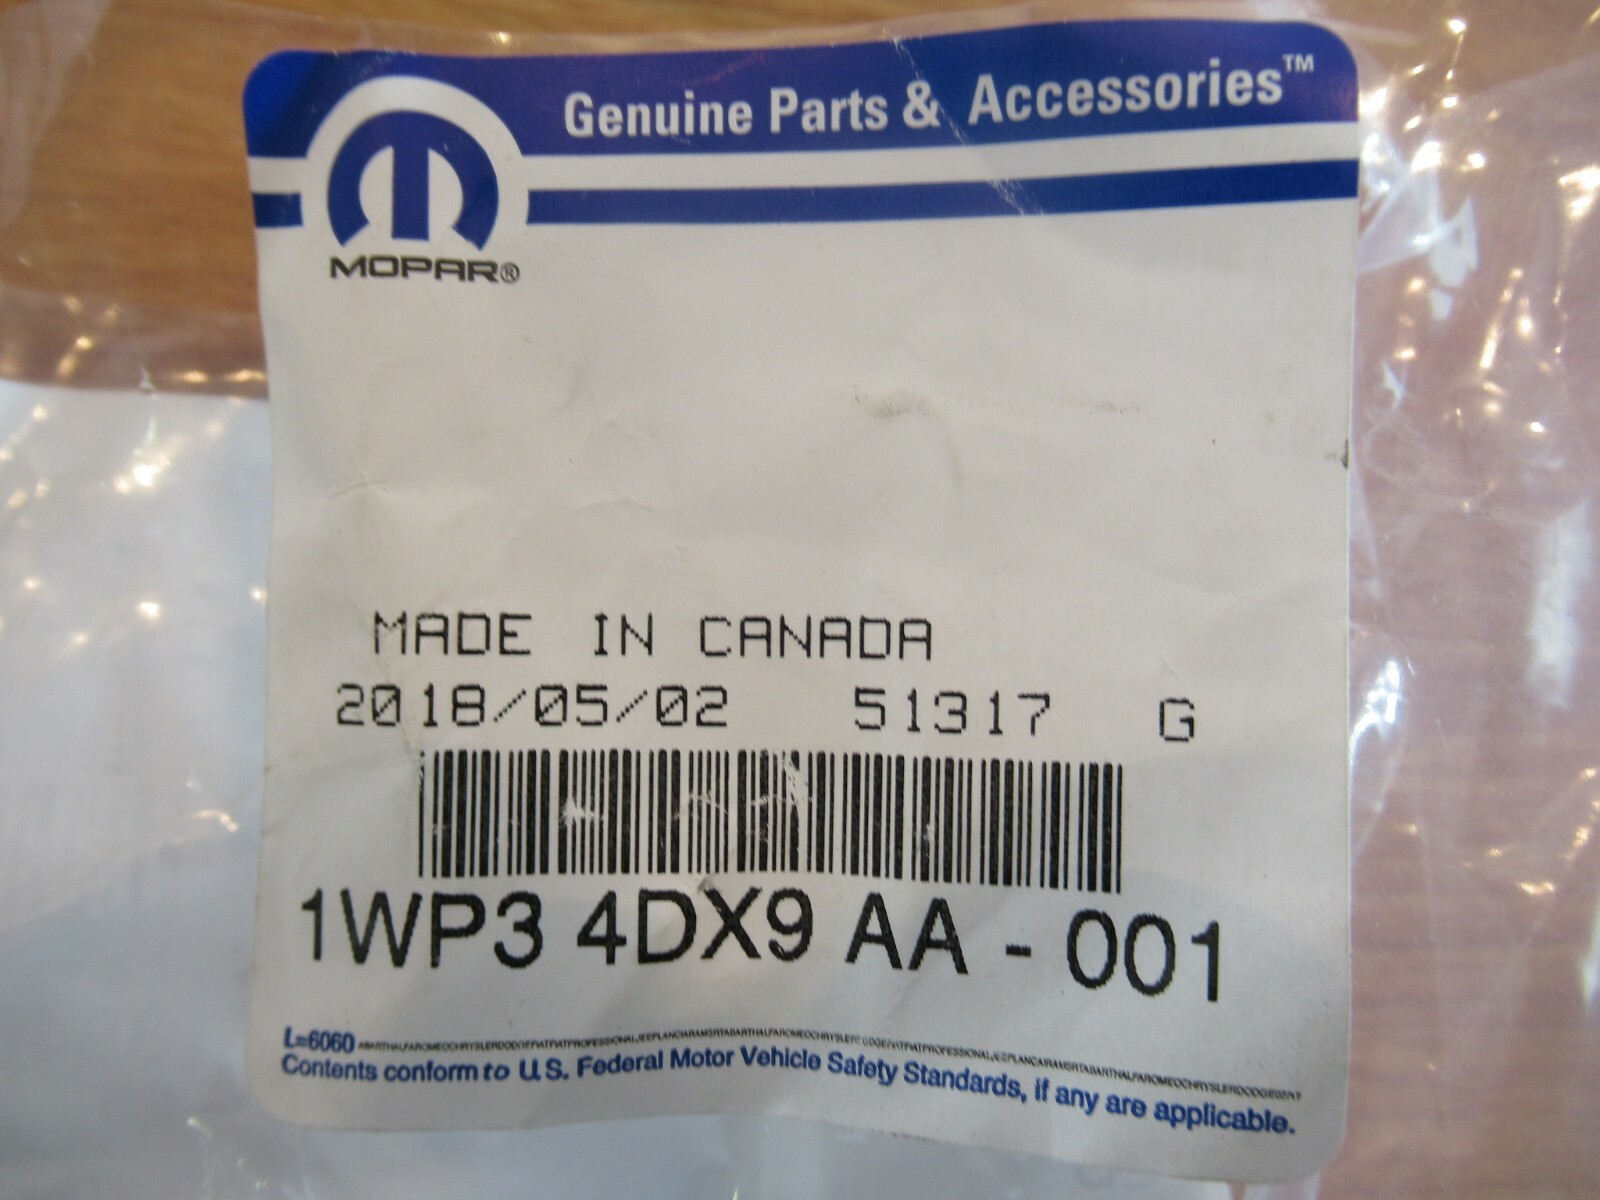 Genuine Parts & Accessories™
MOPAR®
MADE IN CANADA
2018/05/02 51317 G
1WP3 4DX9 AA - 001
L=6060
Contents conform to U.S. Federal Motor Vehicle Safety Standards, if any are applicable.